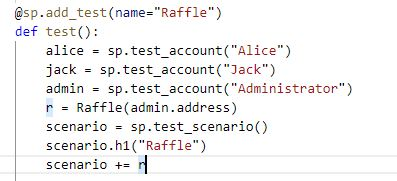 @sp.add_test(name="Raffle")
def test():
    alice = sp.test_account("Alice")
    jack = sp.test_account("Jack")
    admin = sp.test_account("Administrator")
    r = Raffle(admin.address)
    scenario = sp.test_scenario()
    scenario.h1("Raffle")
    scenario += r